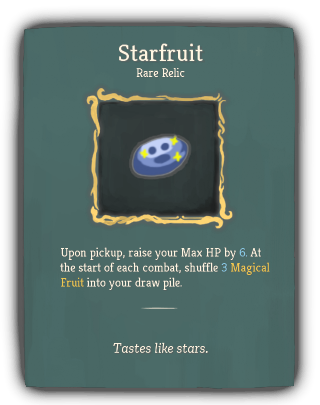 Starfruit
Rare Relic
Upon pickup, raise your Max HP by 6. At
the start of each combat, shuffle 3 Magical
Fruit into your draw pile.
Tastes like stars.